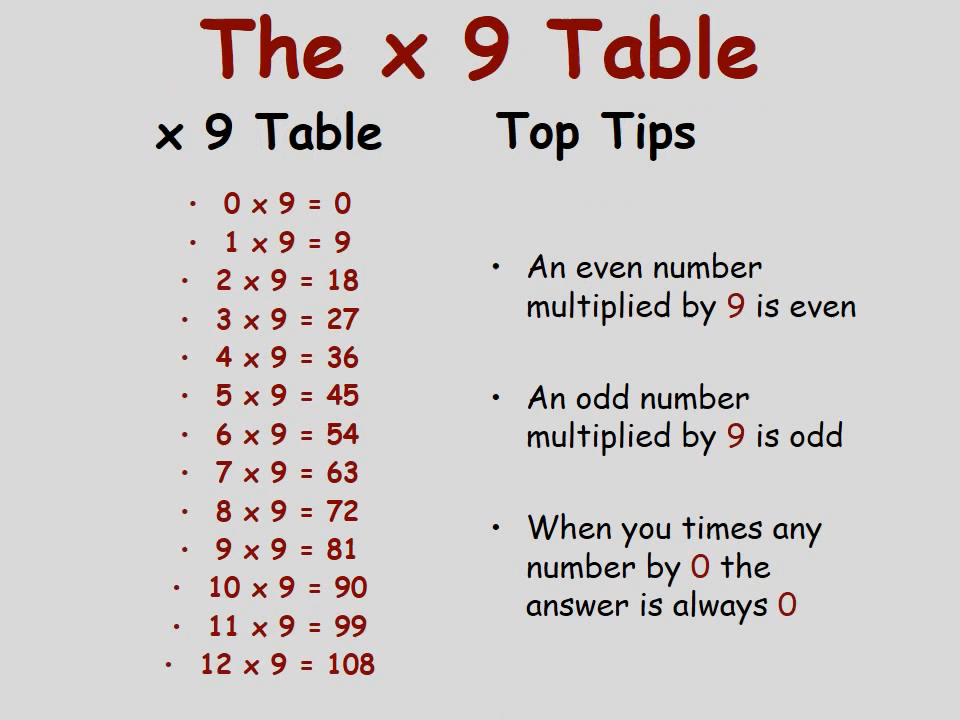 The x 9 Table
x 9 Table
• 0 x 9 = 0
• 1 x 9 = 9
• 2 x 9 = 18
• 3 x 9 = 27
• 4 x 9 = 36
• 5 x 9 = 45
• 6 x 9 = 54
• 7 x 9 = 63
• 8 x 9 = 72
• 9 x 9 = 81
• 10 x 9 = 90
• 11 x 9 = 99
• 12 x 9 = 108
Top Tips
• An even number
multiplied by 9 is even
• An odd number
multiplied by 9 is odd
• When you times any
number by 0 the
answer is always 0